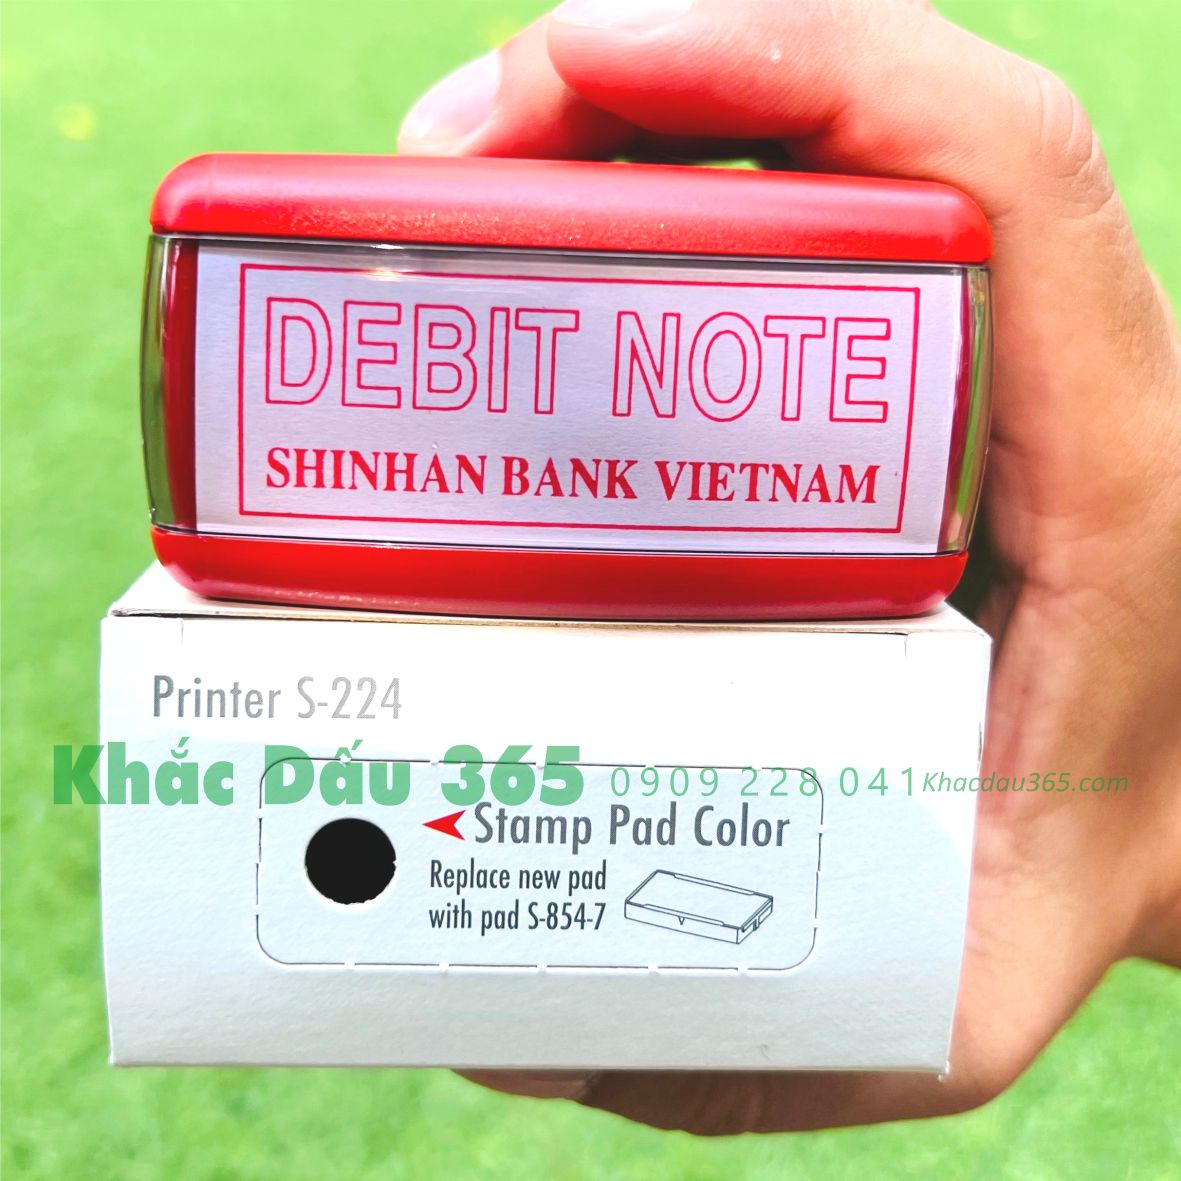 DEBIT NOTE
SHINHAN BANK VIETNAM
Printer S-224
Khắc Dấu 365 0909 228 041 Khacdau365.com
Stamp Pad Color
Replace new pad
with pad S-854-7